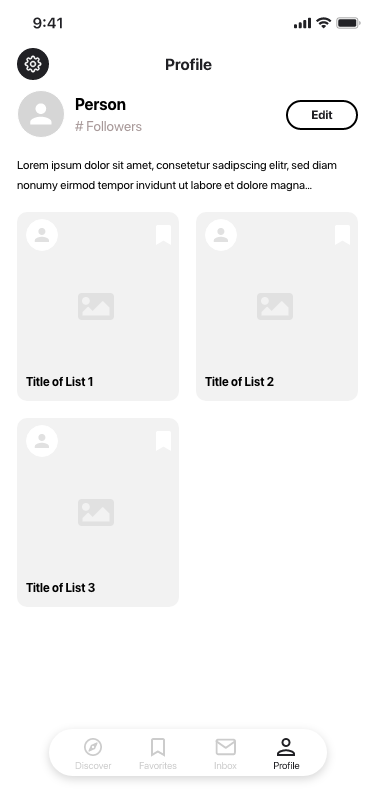 9:41
Profile
Person
# Followers
Edit
Lorem ipsum dolor sit amet, consetetur sadipscing elitr, sed diam
nonumy eirmod tempor invidunt ut labore et dolore magna...
Title of List 1
Title of List 2
Title of List 3
Discover
Favorites
Inbox
Profile